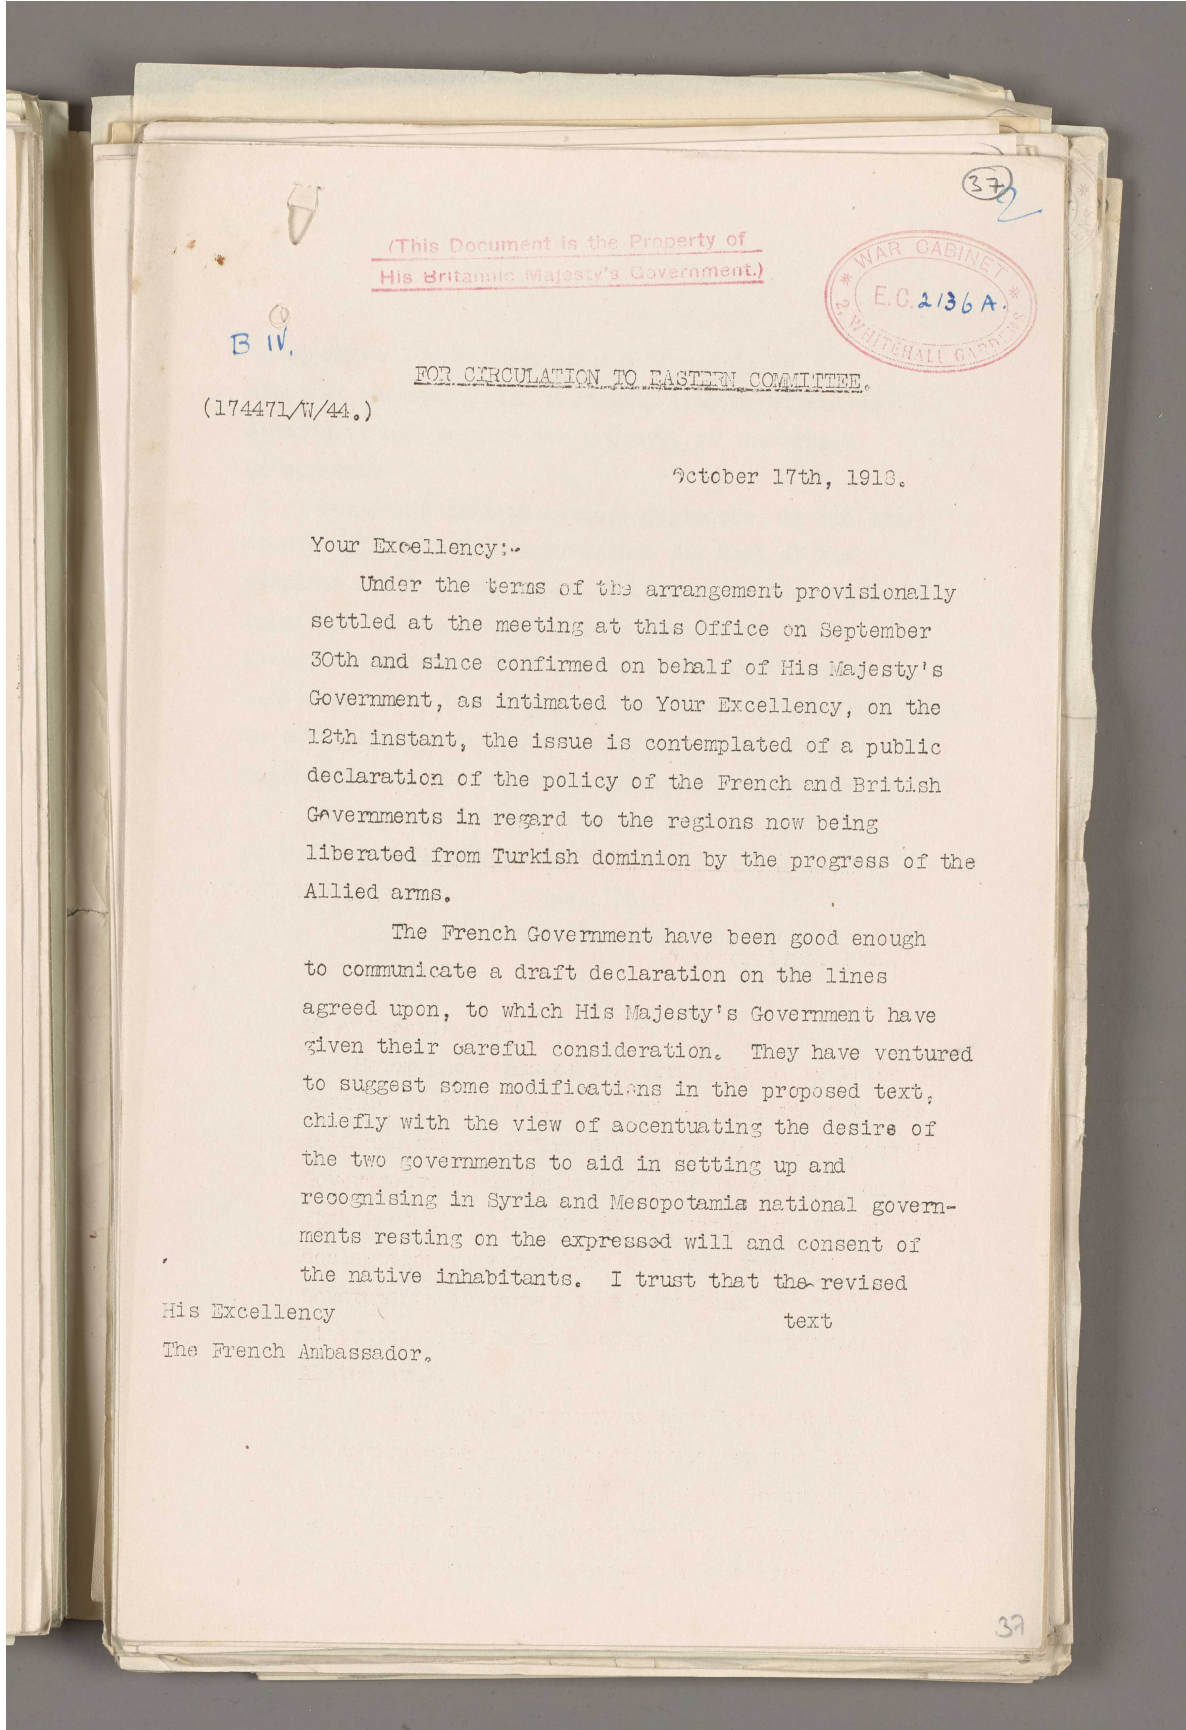 37
2
(This Document is the Property of
His Britannic Majesty's Government.)
* WAR CABINET *
E.C. 2136 A.
2, WHITEHALL GARDENS
B IV.
FOR CIRCULATION TO EASTERN COMMITTEE.
(174471/W/44.)
October 17th, 1918.
Your Excellency:-
Under the terms of the arrangement provisionally
settled at the meeting at this Office on September
30th and since confirmed on behalf of His Majesty's
Government, as intimated to Your Excellency, on the
12th instant, the issue is contemplated of a public
declaration of the policy of the French and British
Governments in regard to the regions now being
liberated from Turkish dominion by the progress of the
Allied arms.
The French Government have been good enough
to communicate a draft declaration on the lines
agreed upon, to which His Majesty's Government have
given their careful consideration. They have ventured
to suggest some modifications in the proposed text,
chiefly with the view of accentuating the desire of
the two governments to aid in setting up and
recognising in Syria and Mesopotamia national govern-
ments resting on the expressed will and consent of
the native inhabitants. I trust that the revised
text
His Excellency
The French Ambassador.
37